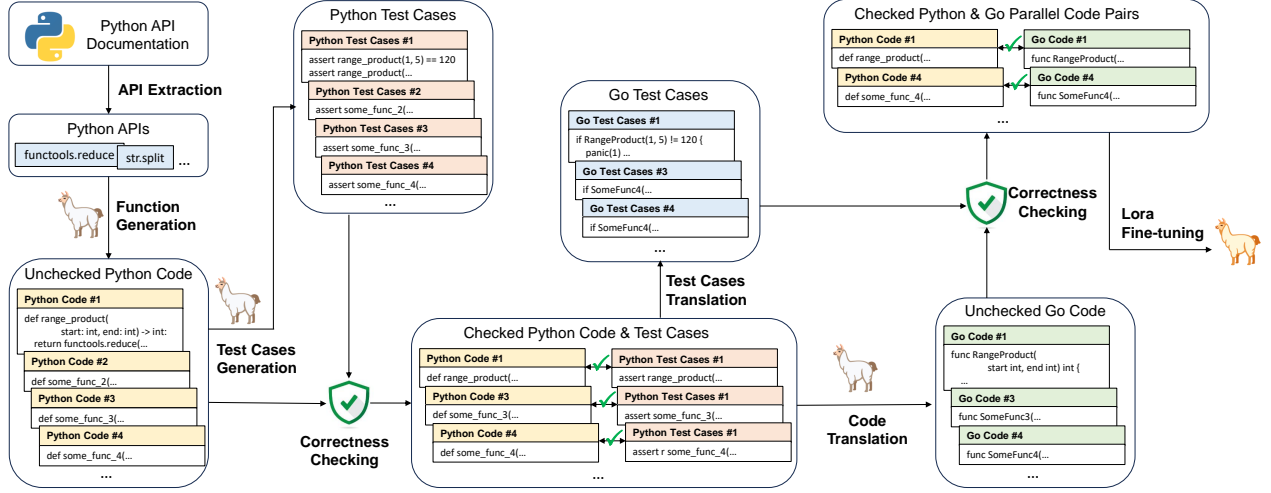 Python API
Documentation
API Extraction
Python APIs
functools.reduce
str.split
...
Function
Generation
Unchecked Python Code
Python Code #1
def range_product(
start: int, end: int) -> int:
return functools.reduce(...
Python Code #2
def some_func_2(...
Python Code #3
def some_func_3(...
Python Code #4
def some_func_4(...
...
Test Cases
Generation
Python Test Cases
Python Test Cases #1
assert range_product(1, 5) == 120
assert range_product(...
Python Test Cases #2
assert some_func_2(...
Python Test Cases #3
assert some_func_3(...
Python Test Cases #4
assert some_func_4(...
...
Correctness
Checking
Checked Python Code & Test Cases
Python Code #1
def range_product(...
Python Test Cases #1
assert range_product(...
Python Code #3
def some_func_3(...
Python Test Cases #1
assert some_func_3(...
Python Code #4
def some_func_4(...
Python Test Cases #1
assert r some_func_4(...
...
Test Cases
Translation
Go Test Cases
Go Test Cases #1
if RangeProduct(1, 5) != 120 {
panic(1) ...
Go Test Cases #3
if SomeFunc4(...
Go Test Cases #4
if SomeFunc4(...
...
Code
Translation
Unchecked Go Code
Go Code #1
func RangeProduct(
start int, end int) int {
...
Go Code #3
func SomeFunc3(...
Go Code #4
func SomeFunc4(...
...
Correctness
Checking
Checked Python & Go Parallel Code Pairs
Python Code #1
def range_product(...
Go Code #1
func RangeProduct(...
Python Code #4
def some_func_4(...
Go Code #4
func SomeFunc4(...
...
Lora
Fine-tuning